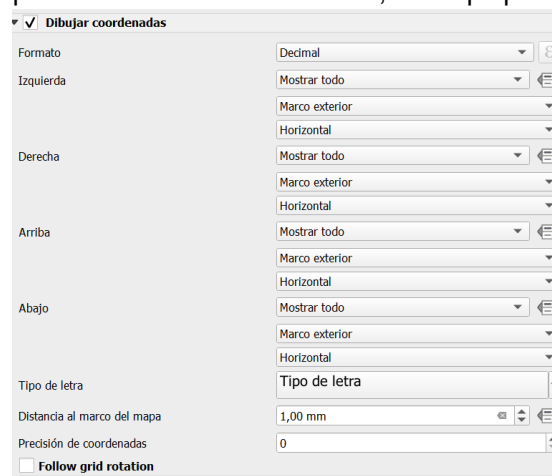 Dibujar coordenadas
Formato Decimal
Izquierda Mostrar todo
Marco exterior
Horizontal
Derecha Mostrar todo
Marco exterior
Horizontal
Arriba Mostrar todo
Marco exterior
Horizontal
Abajo Mostrar todo
Marco exterior
Horizontal
Tipo de letra Tipo de letra
Distancia al marco del mapa 1,00 mm
Precisión de coordenadas 0
Follow grid rotation